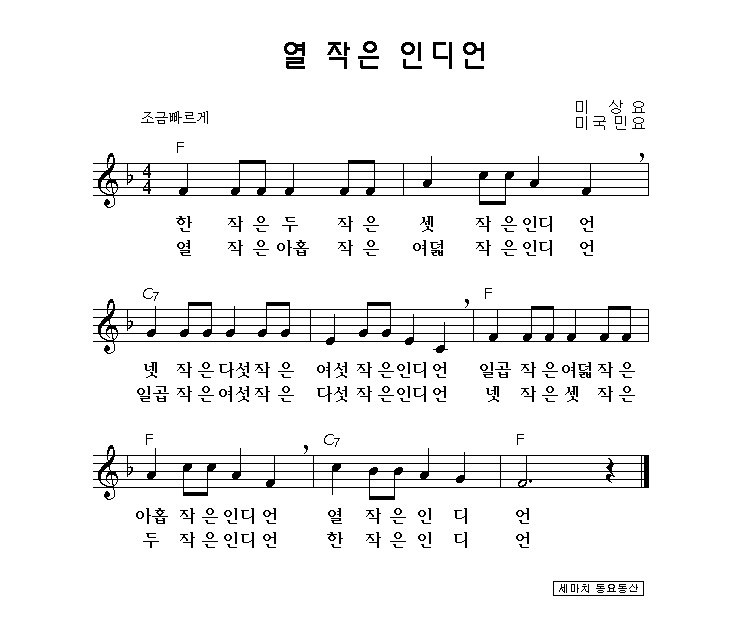 열 작은 인디언
미 상 요
조금빠르게
미국민요
F
4
4
한 작은 두 작은 셋 작은인디 언
열 작은아홉 작은 여덟 작은인디 언
C7 F
넷 작은다섯작은 여섯작은인디언 일곱 작은여덟작은
일곱작은여섯작은 다섯작은인디언 넷 작은셋 작은
F C7 F
아홉 작은인디언 열 작은 인 디 언
두 작은인디언 한 작은 인 디 언
세마치 동요동산